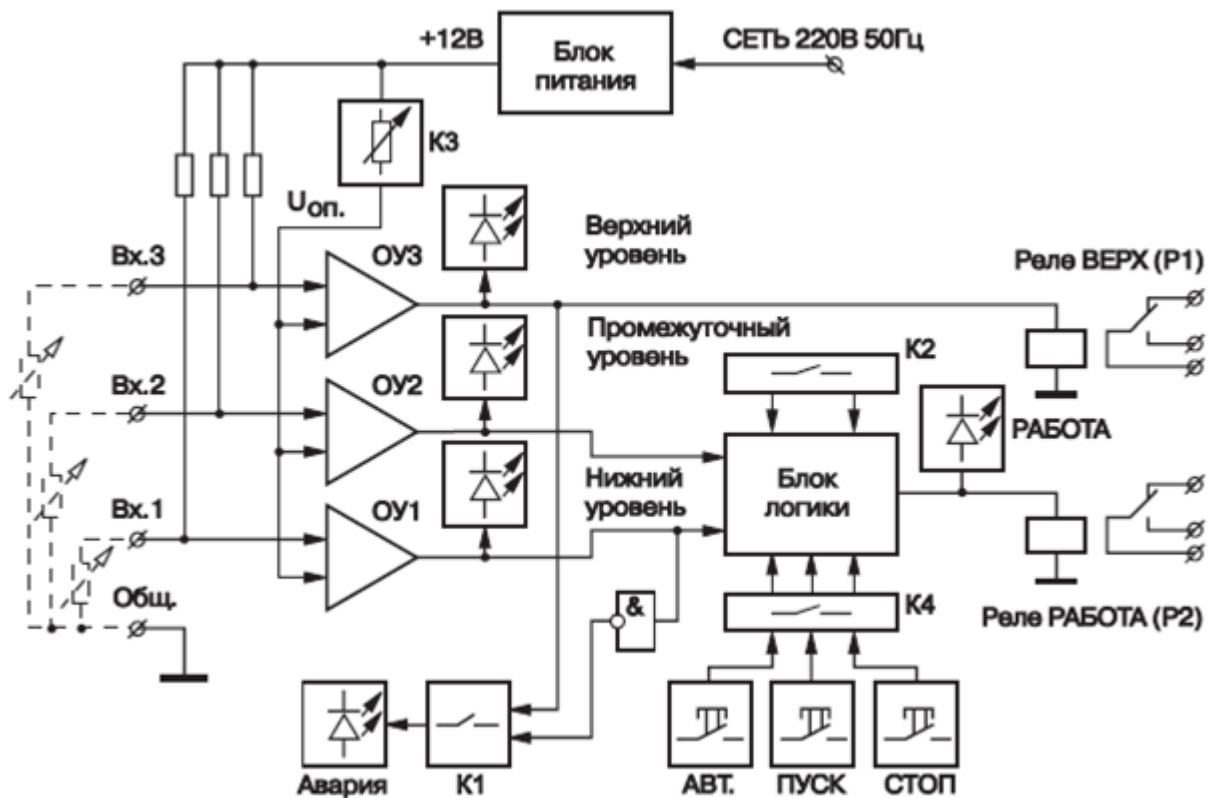 +12В
Блок
питания
СЕТЬ 220В 50Гц
К3
Uоп.
Вх.3
ОУ3
Верхний
уровень
Реле ВЕРХ (Р1)
Промежуточный
уровень
К2
Вх.2
ОУ2
РАБОТА
Нижний
уровень
Блок
логики
Вх.1
ОУ1
Общ.
&
К4
Реле РАБОТА (Р2)
Авария
К1
АВТ.
ПУСК
СТОП